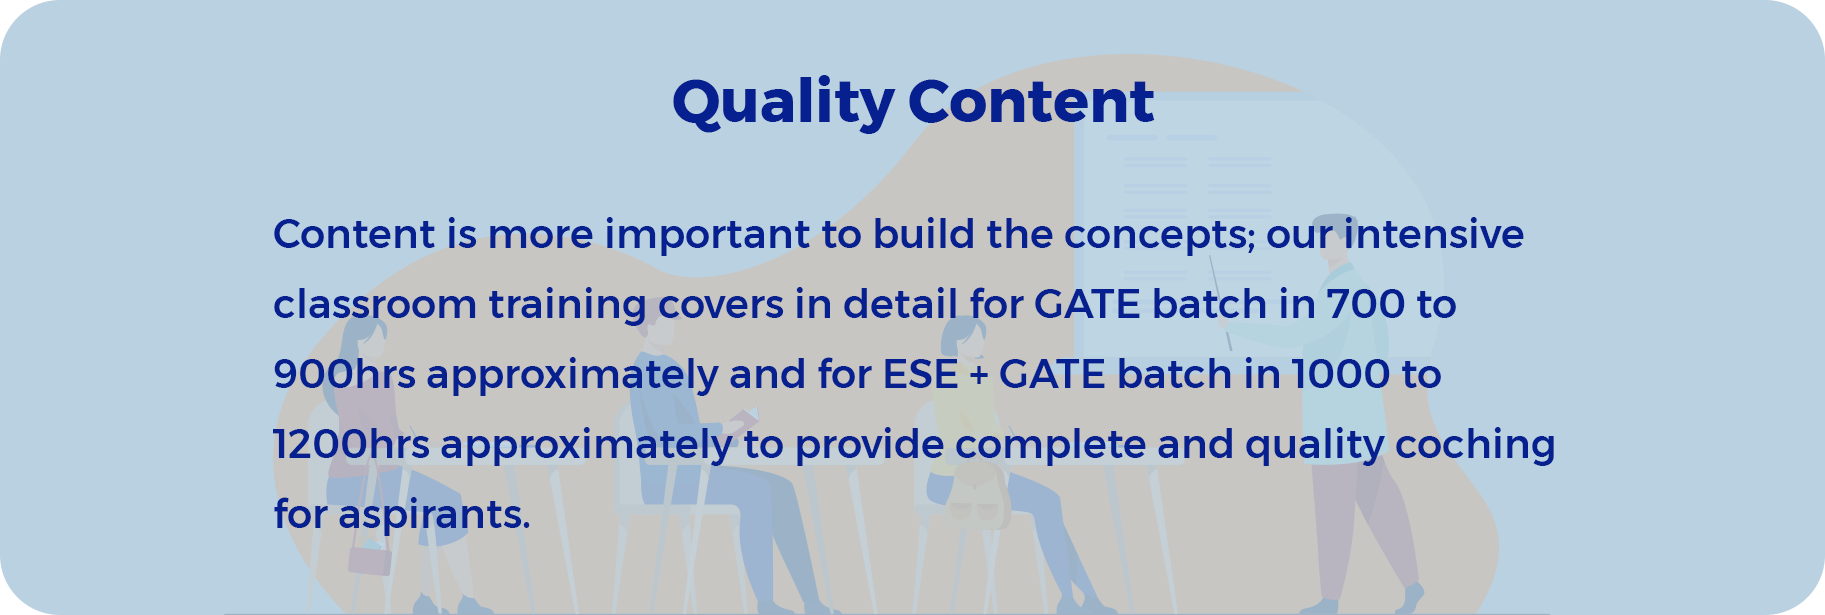 Quality Content
Content is more important to build the concepts; our intensive
classroom training covers in detail for GATE batch in 700 to
900hrs approximately and for ESE + GATE batch in 1000 to
1200hrs approximately to provide complete and quality coching
for aspirants.